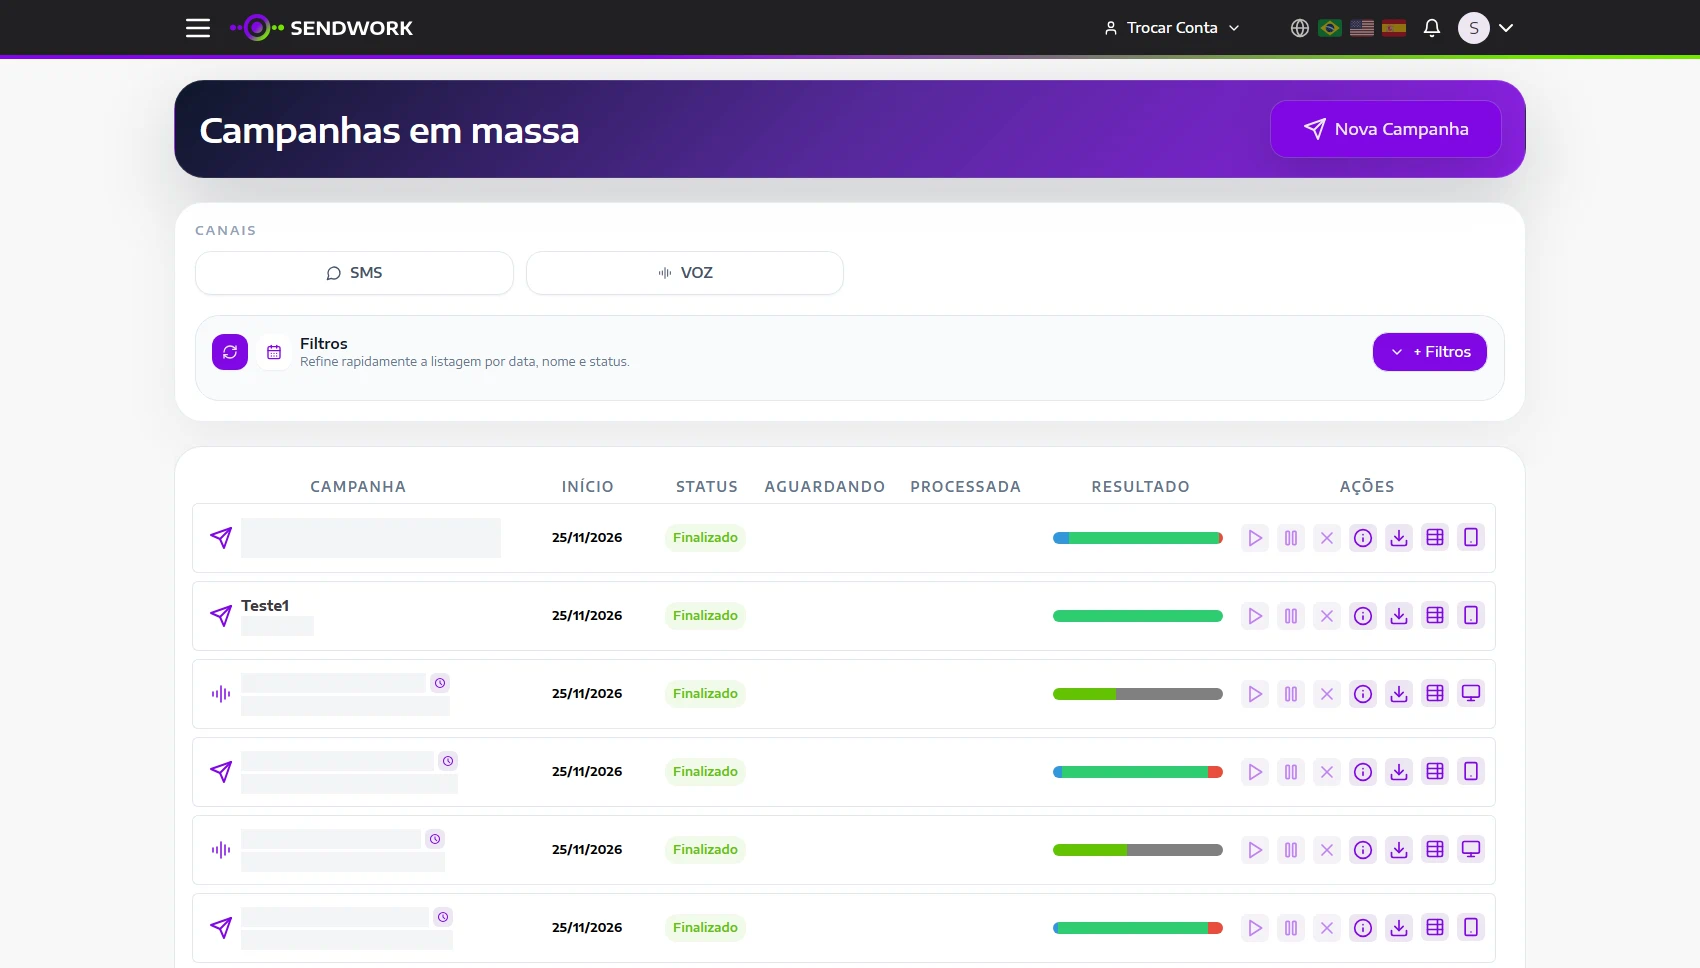 SENDWORK
Trocar Conta
S
Campanhas em massa
Nova Campanha
CANAIS
SMS
VOZ
Filtros
Refine rapidamente a listagem por data, nome e status.
+ Filtros
CAMPANHA INÍCIO STATUS AGUARDANDO PROCESSADA RESULTADO AÇÕES
25/11/2026 Finalizado
Teste1
25/11/2026 Finalizado
25/11/2026 Finalizado
25/11/2026 Finalizado
25/11/2026 Finalizado
25/11/2026 Finalizado